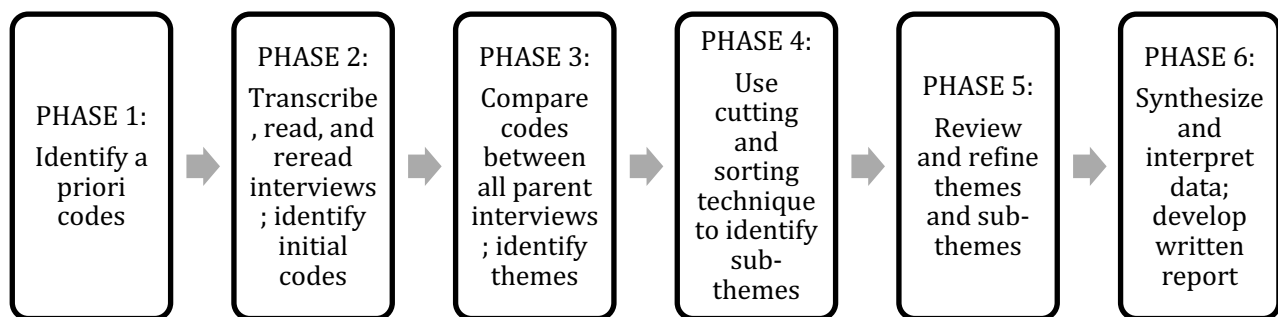 PHASE 1:
Identify a
priori
codes
PHASE 2:
Transcribe
, read, and
reread
interviews
; identify
initial
codes
PHASE 3:
Compare
codes
between
all parent
interviews
; identify
themes
PHASE 4:
Use
cutting
and
sorting
technique
to identify
sub-
themes
PHASE 5:
Review
and refine
themes
and sub-
themes
PHASE 6:
Synthesize
and
interpret
data;
develop
written
report